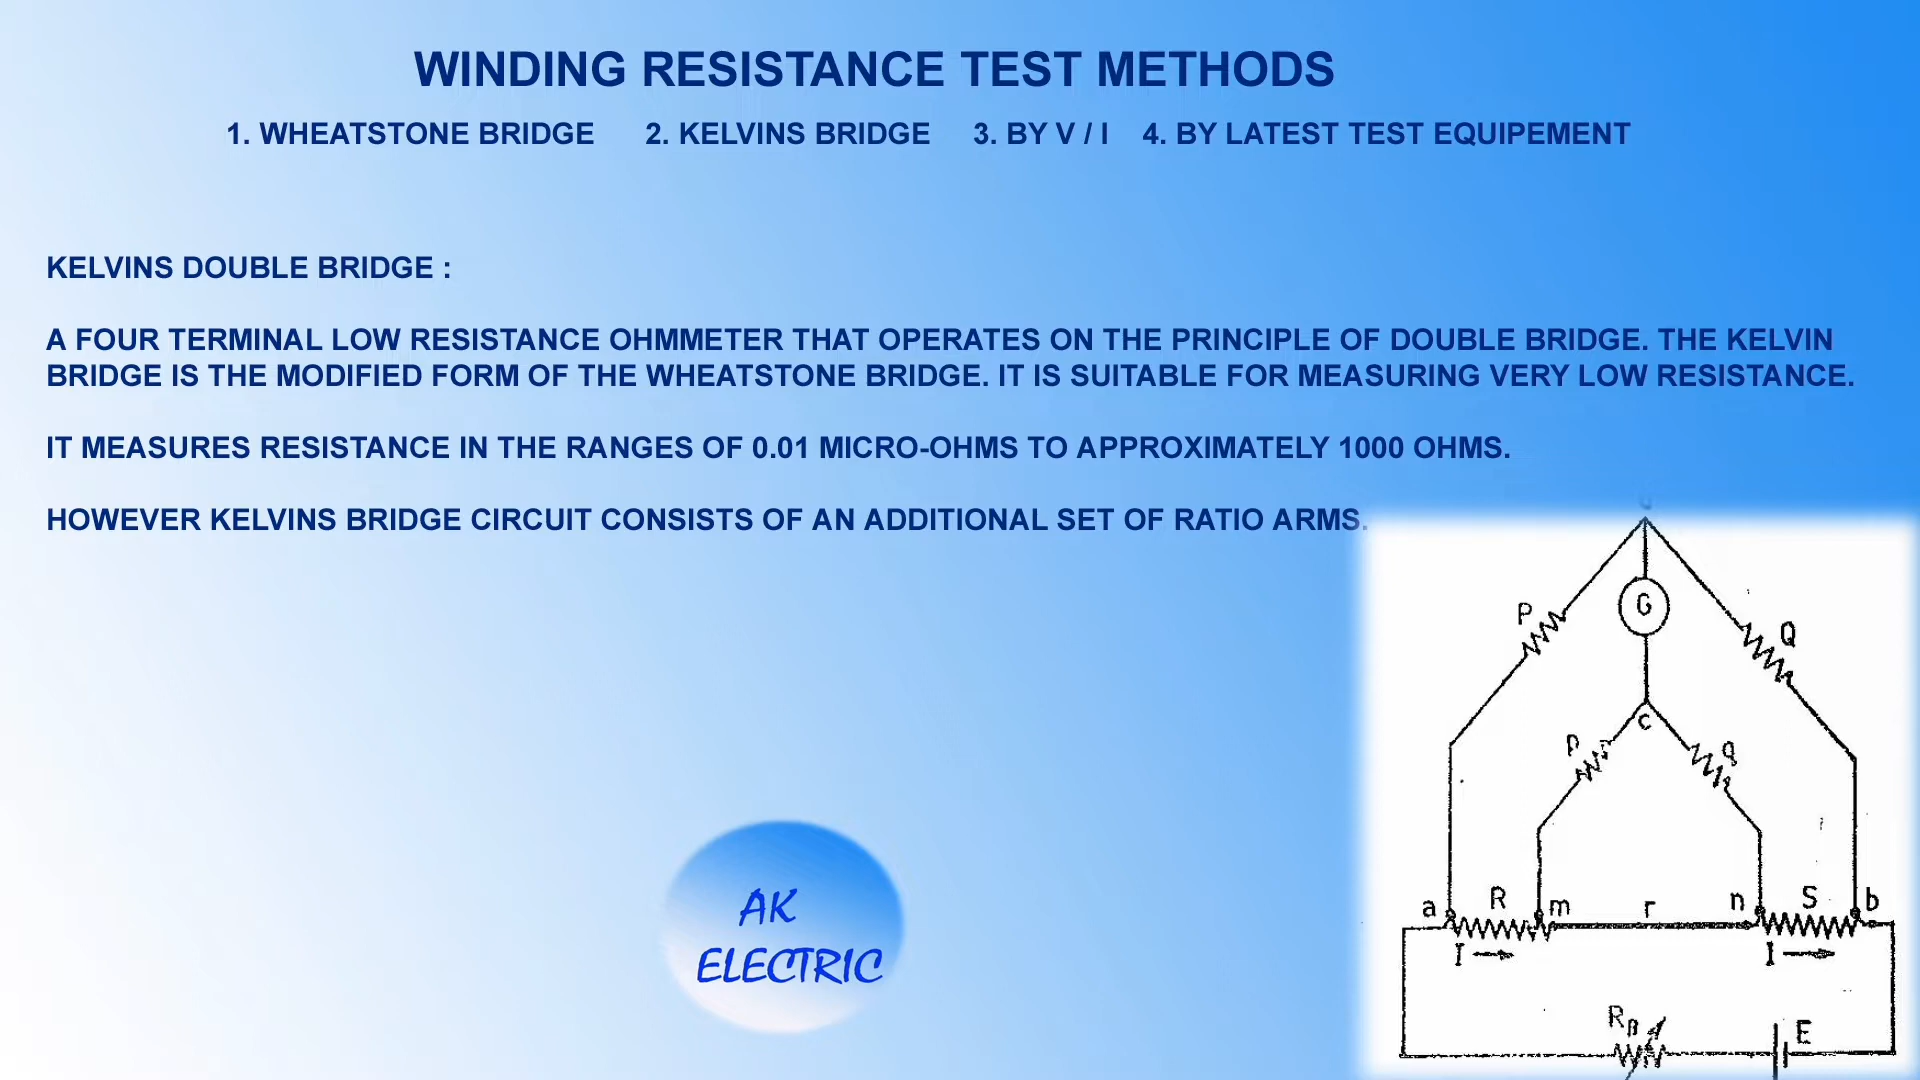 WINDING RESISTANCE TEST METHODS
1. WHEATSTONE BRIDGE 2. KELVINS BRIDGE 3. BY V / I 4. BY LATEST TEST EQUIPEMENT
KELVINS DOUBLE BRIDGE :
A FOUR TERMINAL LOW RESISTANCE OHMMETER THAT OPERATES ON THE PRINCIPLE OF DOUBLE BRIDGE. THE KELVIN
BRIDGE IS THE MODIFIED FORM OF THE WHEATSTONE BRIDGE. IT IS SUITABLE FOR MEASURING VERY LOW RESISTANCE.
IT MEASURES RESISTANCE IN THE RANGES OF 0.01 MICRO-OHMS TO APPROXIMATELY 1000 OHMS.
HOWEVER KELVINS BRIDGE CIRCUIT CONSISTS OF AN ADDITIONAL SET OF RATIO ARMS.
P G Q
c
p q
a R m r n S b
I I
RB E
AK
ELECTRIC